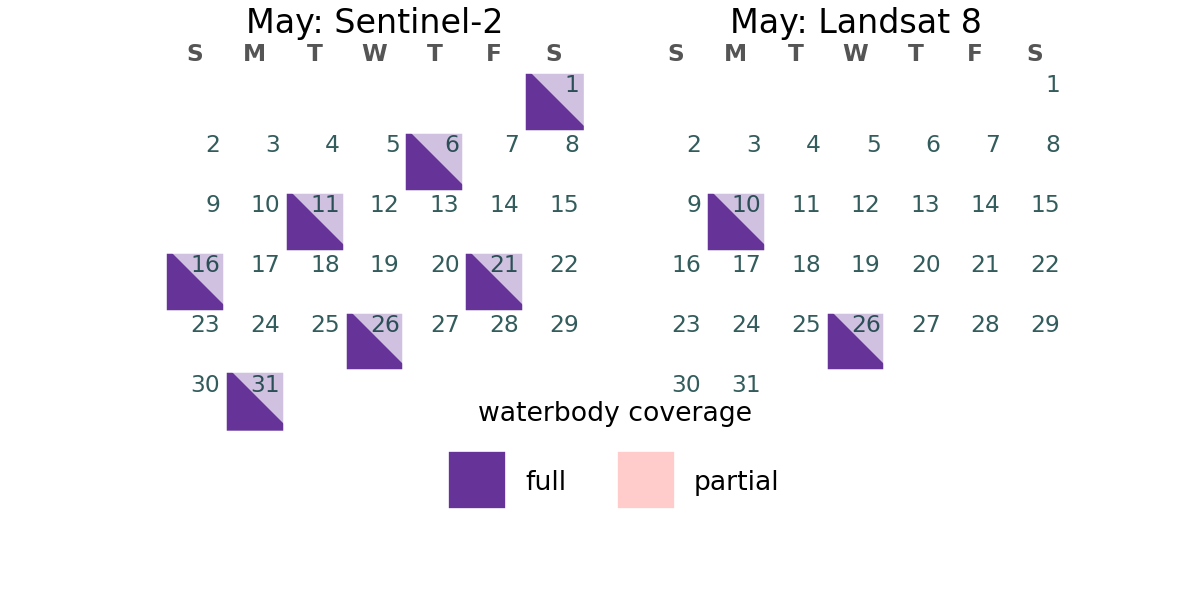 May: Sentinel-2
S M T W T F S
1
2 3 4 5 6 7 8
9 10 11 12 13 14 15
16 17 18 19 20 21 22
23 24 25 26 27 28 29
30 31
May: Landsat 8
S M T W T F S
1
2 3 4 5 6 7 8
9 10 11 12 13 14 15
16 17 18 19 20 21 22
23 24 25 26 27 28 29
30 31
waterbody coverage
full partial